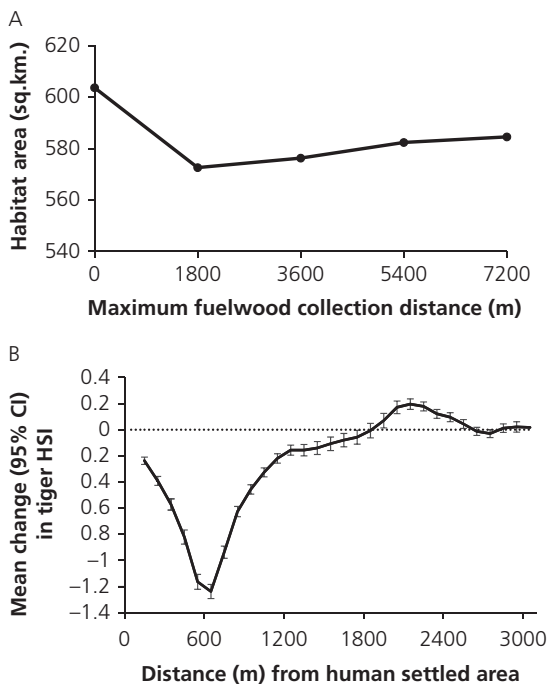 A
Habitat area (sq.km.)
620
600
580
560
540
0 1800 3600 5400 7200
Maximum fuelwood collection distance (m)
B
Mean change (95% CI)
in tiger HSI
0.4
0.2
0
0.2
0.4
0.6
0.8
−1
−1.2
−1.4
0 600 1200 1800 2400 3000
Distance (m) from human settled area